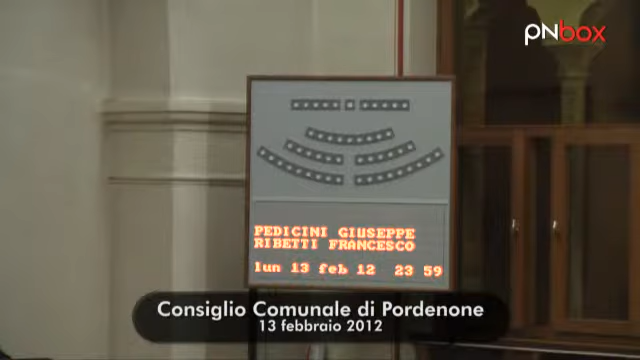 PNbox
PEDICINI GIUSEPPE
RIBETTI FRANCESCO
lun 13 feb 12 23 59
Consiglio Comunale di Pordenone
13 febbraio 2012